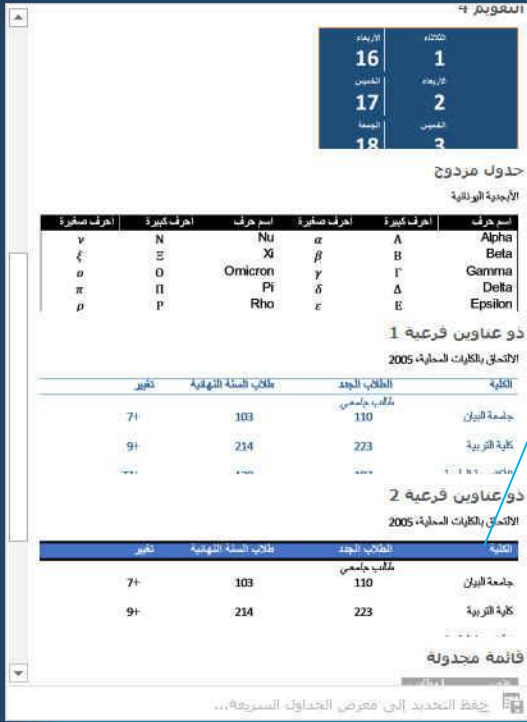 التقويم 4
الثلاثاء الأربعاء
1 16
الأربعاء الخميس
2 17
الخميس الجمعة
3 18
جدول مزدوج
الأبجدية اليونانية
اسم حرف احرف كبيرة احرف صغيرة اسم حرف احرف كبيرة احرف صغيرة
Alpha Α α Nu Ν ν
Beta Β β Xi Ξ ξ
Gamma Γ γ Omicron Ο ο
Delta Δ δ Pi Π π
Epsilon Ε ε Rho Ρ ρ
ذو عناوين فرعية 1
الالتحاق بالكليات المحلية، 2005
الكلية الطلاب الجدد طلاب السنة النهائية تغيير
طالب جامعي
جامعة البيان 110 103 +7
كلية التربية 223 214 +9
ذو عناوين فرعية 2
الالتحاق بالكليات المحلية، 2005
الكلية الطلاب الجدد طلاب السنة النهائية تغيير
طالب جامعي
جامعة البيان 110 103 +7
كلية التربية 223 214 +9
قائمة مجدولة
حفظ التحديد إلى معرض الجداول السريعة...